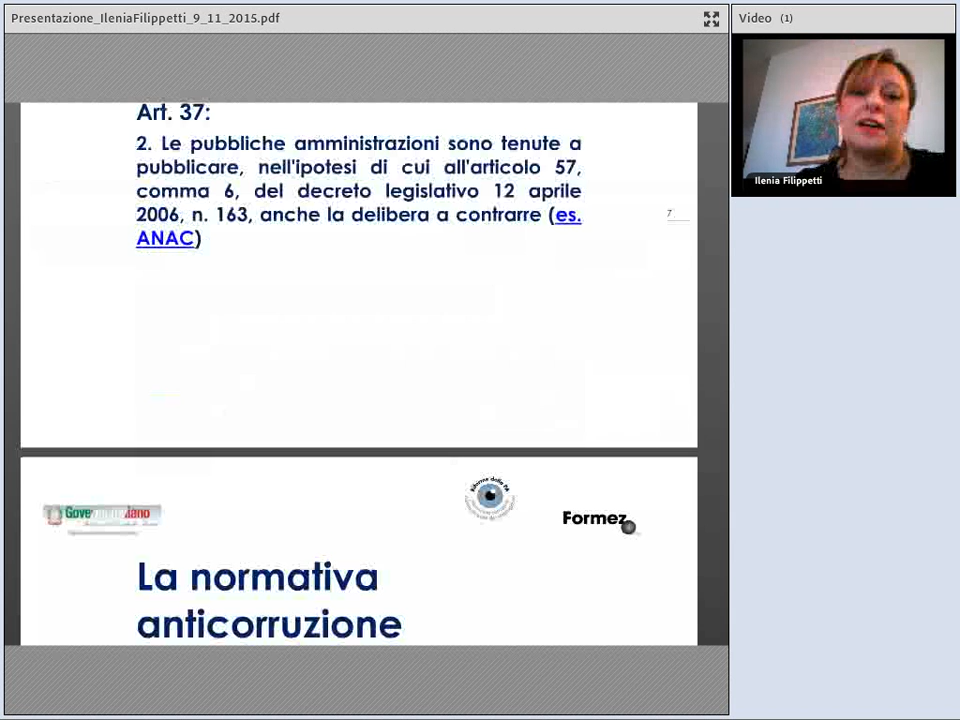 Presentazione_IleniaFilippetti_9_11_2015.pdf
Video (1)
Ilenia Filippetti
Art. 37:
2. Le pubbliche amministrazioni sono tenute a
pubblicare, nell'ipotesi di cui all'articolo 57,
comma 6, del decreto legislativo 12 aprile
2006, n. 163, anche la delibera a contrarre (es.
ANAC)
7
Formez
La normativa
anticorruzione